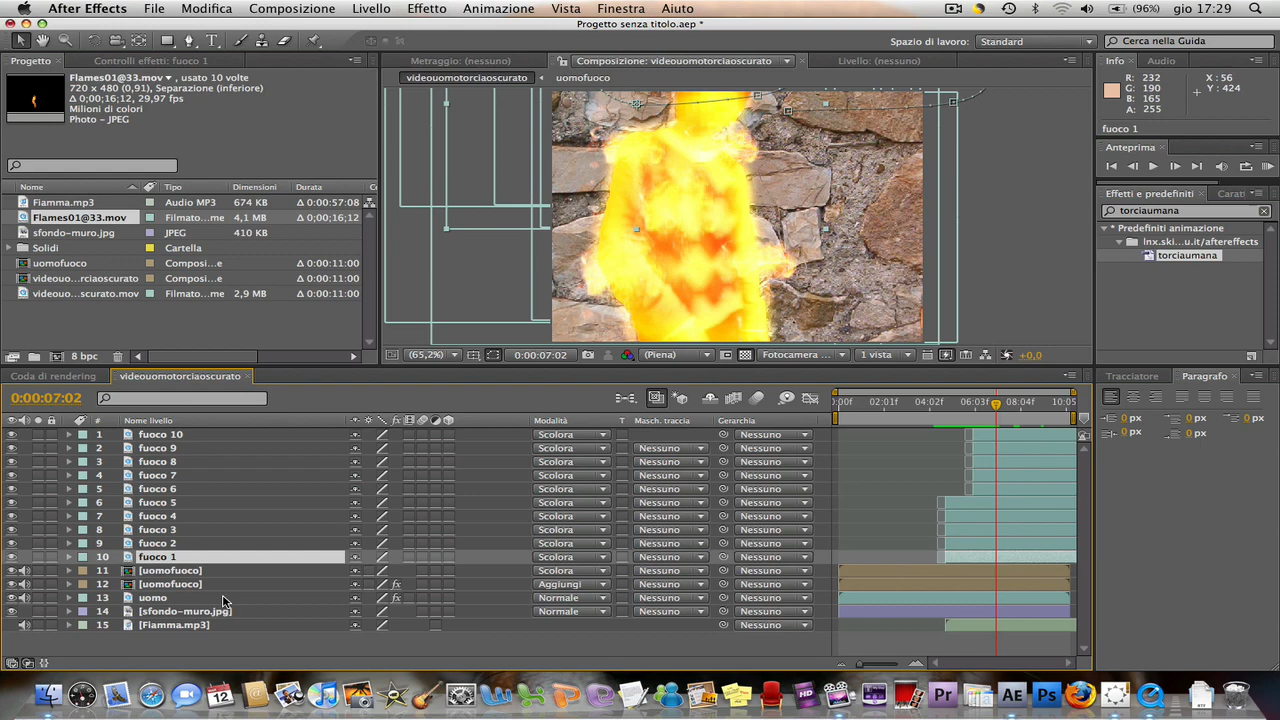 After Effects File Modifica Composizione Livello Effetto Animazione Vista Finestra Aiuto (96%) gio 17:29
Progetto senza titolo.aep *
Spazio di lavoro: Standard Cerca nella Guida
Progetto Controlli effetti: fuoco 1 Metraggio: (nessuno) Composizione: videouomotorciaoscurato Livello: (nessuno) Info Audio
Flames01@33.mov , usato 10 volte
720 x 480 (0,91), Separazione (inferiore)
Δ 0;00;16;12, 29,97 fps
Milioni di colori
Photo - JPEG
videouomotorciaoscurato uomofuoco
R: 232
G: 190
B: 165
A: 255
X: 56
Y: 424
fuoco 1
Anteprima
Effetti e predefiniti Carati
torciaumana
* Predefiniti animazione
lnx.ski...u.it/aftereffects
torciaumana
Nome Tipo Dimensioni Durata Co
Fiamma.mp3 Audio MP3 674 KB Δ 0:00:57:08
Flames01@33.mov Filmato...me 4,1 MB Δ 0;00;16;12
sfondo-muro.jpg JPEG 410 KB
Solidi Cartella
uomofuoco Composi...e Δ 0:00:11:00
videouo...rciaoscurato Composi...e Δ 0:00:11:00
videouo...scurato.mov Filmato...me 2,9 MB Δ 0:00:11:00
8 bpc
(65,2%) 0:00:07:02 (Piena) Fotocamera ... 1 vista +0,0
Coda di rendering videouomotorciaoscurato
Tracciatore Paragrafo
0:00:07:02
0:00f 02:01f 04:02f 06:03f 08:04f 10:05
# Nome livello fx Modalità T Masch. traccia Gerarchia
1 fuoco 10 Scolora Nessuno
2 fuoco 9 Scolora Nessuno Nessuno
3 fuoco 8 Scolora Nessuno Nessuno
4 fuoco 7 Scolora Nessuno Nessuno
5 fuoco 6 Scolora Nessuno Nessuno
6 fuoco 5 Scolora Nessuno Nessuno
7 fuoco 4 Scolora Nessuno Nessuno
8 fuoco 3 Scolora Nessuno Nessuno
9 fuoco 2 Scolora Nessuno Nessuno
10 fuoco 1 Scolora Nessuno Nessuno
11 [uomofuoco] Scolora Nessuno Nessuno
12 [uomofuoco] fx Aggiungi Nessuno Nessuno
13 uomo fx Normale Nessuno Nessuno
14 [sfondo-muro.jpg] Normale Nessuno Nessuno
15 [Fiamma.mp3] Nessuno
0 px 0 px
0 px 0 px
0 px
12 HD Pr AE Ps